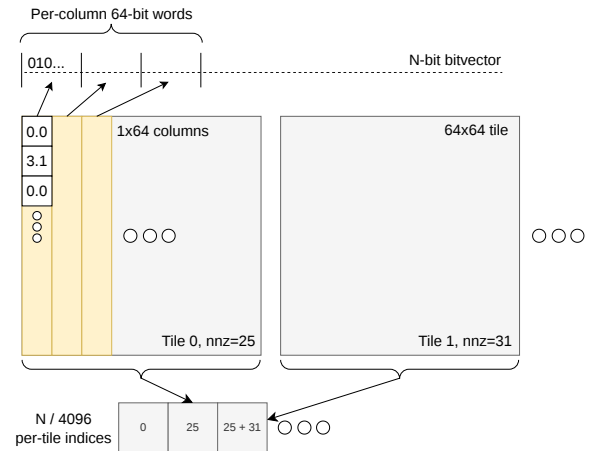 Per-column 64-bit words
010...
N-bit bitvector
0.0
1x64 columns
64x64 tile
3.1
0.0
Tile 0, nnz=25
Tile 1, nnz=31
N / 4096
per-tile indices
0
25
25 + 31